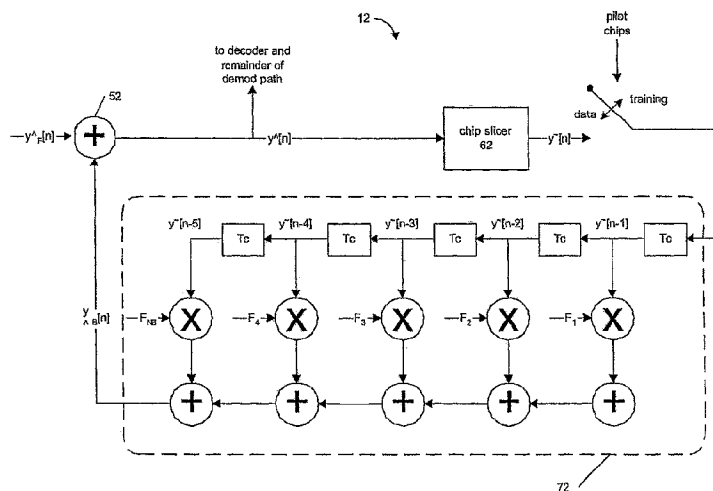 12
pilot
chips
to decoder and
remainder of
demod path
52
training
data
y^F[n]
+
y^[n]
chip slicer
62
y~[n]
y~[n-5]
y~[n-4]
y~[n-3]
y~[n-2]
y~[n-1]
Tc
Tc
Tc
Tc
Tc
y^B[n]
FNB
X
F4
X
F3
X
F2
X
F1
X
+
+
+
+
+
72